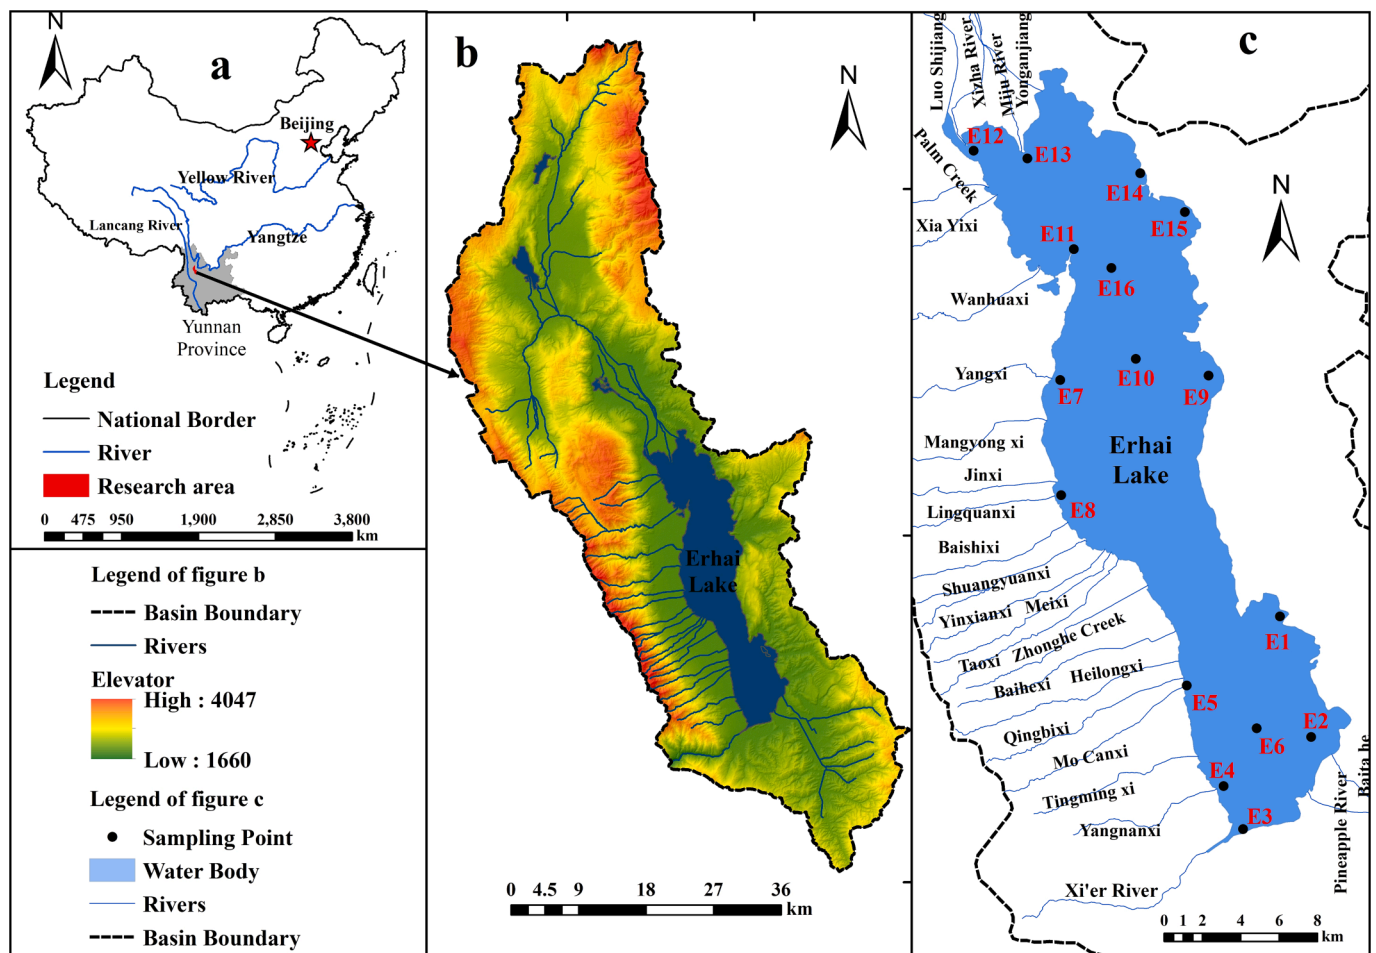 N
a
Beijing
Yellow River
Lancang River
Yangtze
Yunnan
Province
Legend
National Border
River
Research area
0 475 950 1,900 2,850 3,800
km
Legend of figure b
Basin Boundary
Rivers
Elevator
High : 4047
Low : 1660
Legend of figure c
Sampling Point
Water Body
Rivers
Basin Boundary
b
N
Erhai
Lake
0 4.5 9 18 27 36
km
c
N
Luo Shijiang
Xizha River
Miju River
Yonganjiang
E12
E13
Palm Creek
E14
Xia Yixi
E11
E15
E16
Wanhuaxi
Yangxi
E7
E10
E9
Mangyong xi
Erhai
Lake
Jinxi
Lingquanxi
E8
Baishixi
Shuangyuanxi
Yinxianxi
Meixi
Taoxi
Zhonghe Creek
E1
Baihexi
Heilongxi
E5
Qingbixi
E6
E2
Mo Canxi
Baita he
E4
Tingming xi
Yangnanxi
E3
Pineapple River
Xi'er River
0 1 2 4 6 8
km